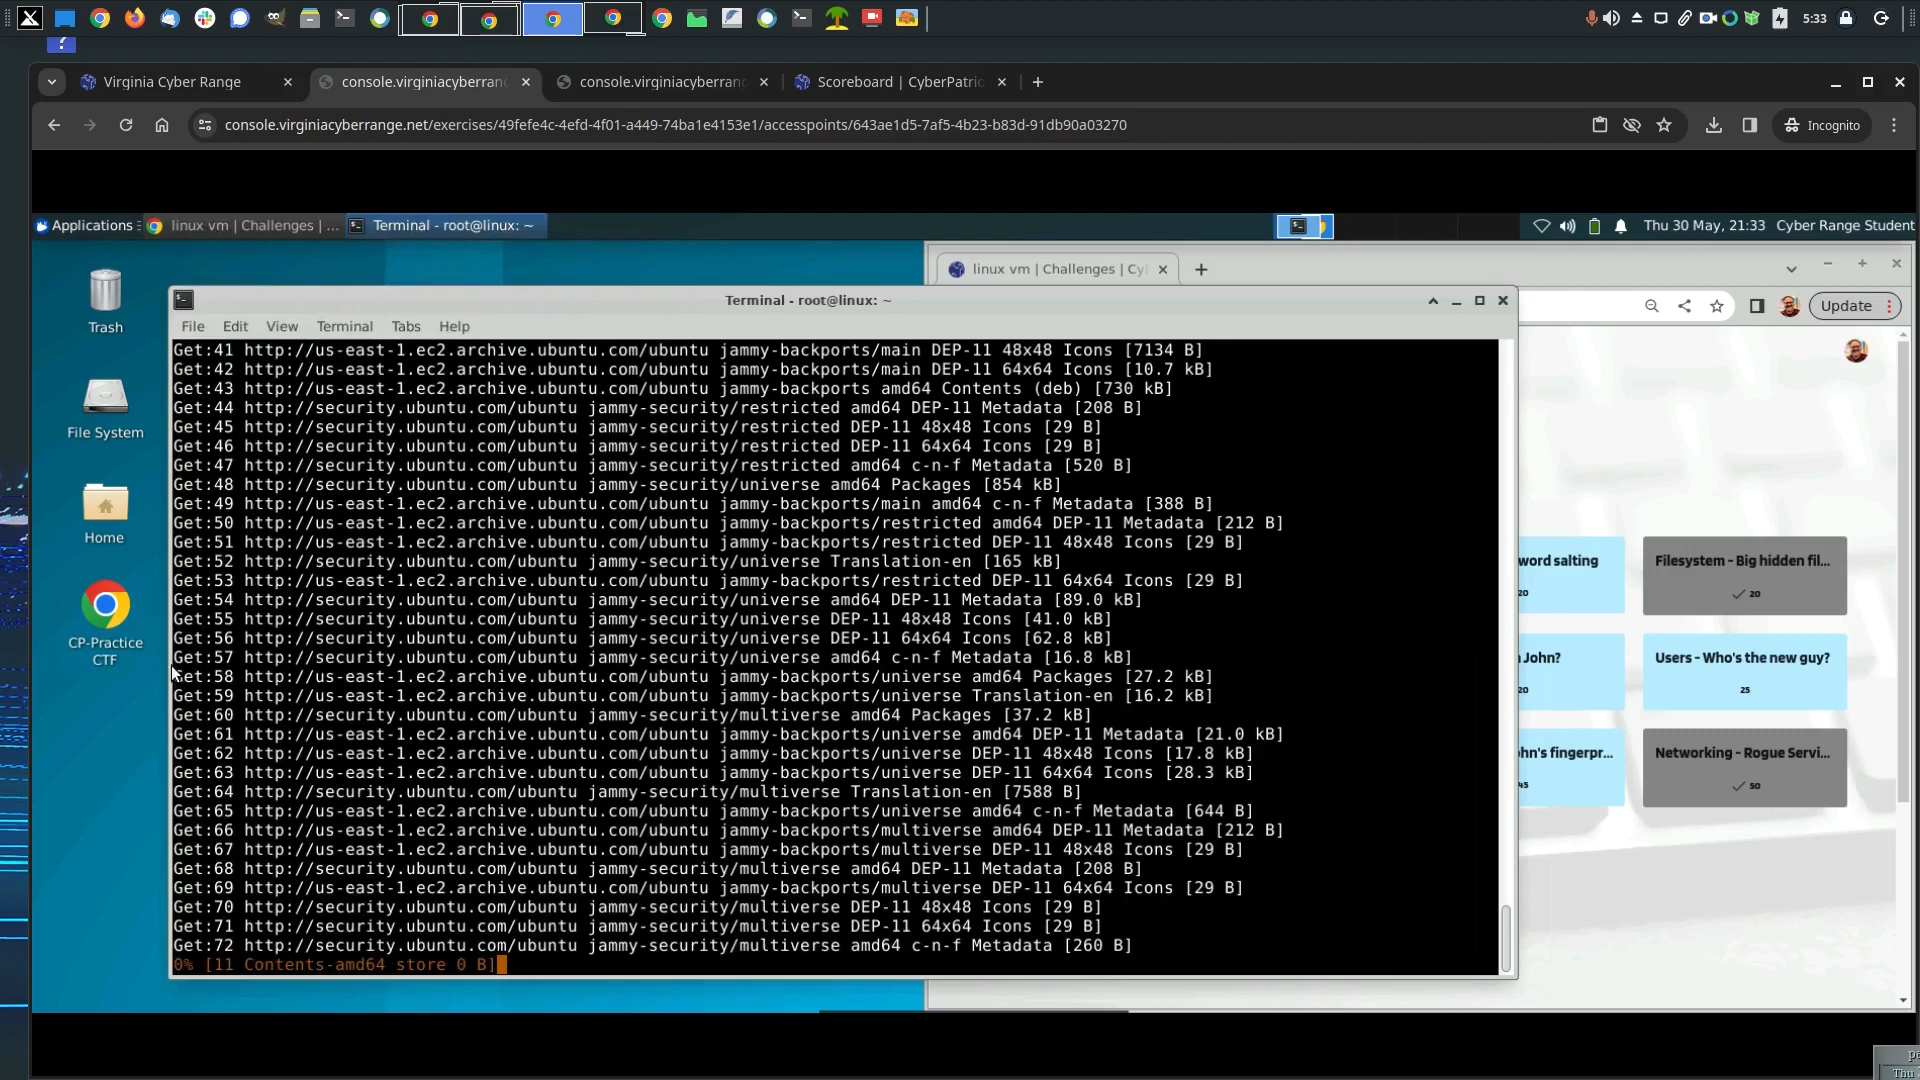 5:33
?
Virginia Cyber Range
console.virginiacyberran
console.virginiacyberran
Scoreboard | CyberPatrio
console.virginiacyberrange.net/exercises/49fefe4c-4efd-4f01-a449-74ba1e4153e1/accesspoints/643ae1d5-7af5-4b23-b83d-91db90a03270
Incognito
Applications
linux vm | Challenges | ...
Terminal - root@linux: ~
Thu 30 May, 21:33
Cyber Range Student
linux vm | Challenges | Cy
Update
Trash
File System
Home
CP-Practice
CTF
Terminal - root@linux: ~
File Edit View Terminal Tabs Help
Get:41 http://us-east-1.ec2.archive.ubuntu.com/ubuntu jammy-backports/main DEP-11 48x48 Icons [7134 B]
Get:42 http://us-east-1.ec2.archive.ubuntu.com/ubuntu jammy-backports/main DEP-11 64x64 Icons [10.7 kB]
Get:43 http://us-east-1.ec2.archive.ubuntu.com/ubuntu jammy-backports amd64 Contents (deb) [730 kB]
Get:44 http://security.ubuntu.com/ubuntu jammy-security/restricted amd64 DEP-11 Metadata [208 B]
Get:45 http://security.ubuntu.com/ubuntu jammy-security/restricted DEP-11 48x48 Icons [29 B]
Get:46 http://security.ubuntu.com/ubuntu jammy-security/restricted DEP-11 64x64 Icons [29 B]
Get:47 http://security.ubuntu.com/ubuntu jammy-security/restricted amd64 c-n-f Metadata [520 B]
Get:48 http://security.ubuntu.com/ubuntu jammy-security/universe amd64 Packages [854 kB]
Get:49 http://us-east-1.ec2.archive.ubuntu.com/ubuntu jammy-backports/main amd64 c-n-f Metadata [388 B]
Get:50 http://us-east-1.ec2.archive.ubuntu.com/ubuntu jammy-backports/restricted amd64 DEP-11 Metadata [212 B]
Get:51 http://us-east-1.ec2.archive.ubuntu.com/ubuntu jammy-backports/restricted DEP-11 48x48 Icons [29 B]
Get:52 http://security.ubuntu.com/ubuntu jammy-security/universe Translation-en [165 kB]
Get:53 http://us-east-1.ec2.archive.ubuntu.com/ubuntu jammy-backports/restricted DEP-11 64x64 Icons [29 B]
Get:54 http://security.ubuntu.com/ubuntu jammy-security/universe amd64 DEP-11 Metadata [89.0 kB]
Get:55 http://security.ubuntu.com/ubuntu jammy-security/universe DEP-11 48x48 Icons [41.0 kB]
Get:56 http://security.ubuntu.com/ubuntu jammy-security/universe DEP-11 64x64 Icons [62.8 kB]
Get:57 http://security.ubuntu.com/ubuntu jammy-security/universe amd64 c-n-f Metadata [16.8 kB]
Get:58 http://us-east-1.ec2.archive.ubuntu.com/ubuntu jammy-backports/universe amd64 Packages [27.2 kB]
Get:59 http://us-east-1.ec2.archive.ubuntu.com/ubuntu jammy-backports/universe Translation-en [16.2 kB]
Get:60 http://security.ubuntu.com/ubuntu jammy-security/multiverse amd64 Packages [37.2 kB]
Get:61 http://us-east-1.ec2.archive.ubuntu.com/ubuntu jammy-backports/universe amd64 DEP-11 Metadata [21.0 kB]
Get:62 http://us-east-1.ec2.archive.ubuntu.com/ubuntu jammy-backports/universe DEP-11 48x48 Icons [17.8 kB]
Get:63 http://us-east-1.ec2.archive.ubuntu.com/ubuntu jammy-backports/universe DEP-11 64x64 Icons [28.3 kB]
Get:64 http://security.ubuntu.com/ubuntu jammy-security/multiverse Translation-en [7588 B]
Get:65 http://us-east-1.ec2.archive.ubuntu.com/ubuntu jammy-backports/universe amd64 c-n-f Metadata [644 B]
Get:66 http://us-east-1.ec2.archive.ubuntu.com/ubuntu jammy-backports/multiverse amd64 DEP-11 Metadata [212 B]
Get:67 http://us-east-1.ec2.archive.ubuntu.com/ubuntu jammy-backports/multiverse DEP-11 48x48 Icons [29 B]
Get:68 http://security.ubuntu.com/ubuntu jammy-security/multiverse amd64 DEP-11 Metadata [208 B]
Get:69 http://us-east-1.ec2.archive.ubuntu.com/ubuntu jammy-backports/multiverse DEP-11 64x64 Icons [29 B]
Get:70 http://security.ubuntu.com/ubuntu jammy-security/multiverse DEP-11 48x48 Icons [29 B]
Get:71 http://security.ubuntu.com/ubuntu jammy-security/multiverse DEP-11 64x64 Icons [29 B]
Get:72 http://security.ubuntu.com/ubuntu jammy-security/multiverse amd64 c-n-f Metadata [260 B]
0% [11 Contents-amd64 store 0 B]
word salting
20
Filesystem - Big hidden fil...
20
John?
20
Users - Who's the new guy?
25
hn's fingerpr...
45
Networking - Rogue Servi...
50
Thu